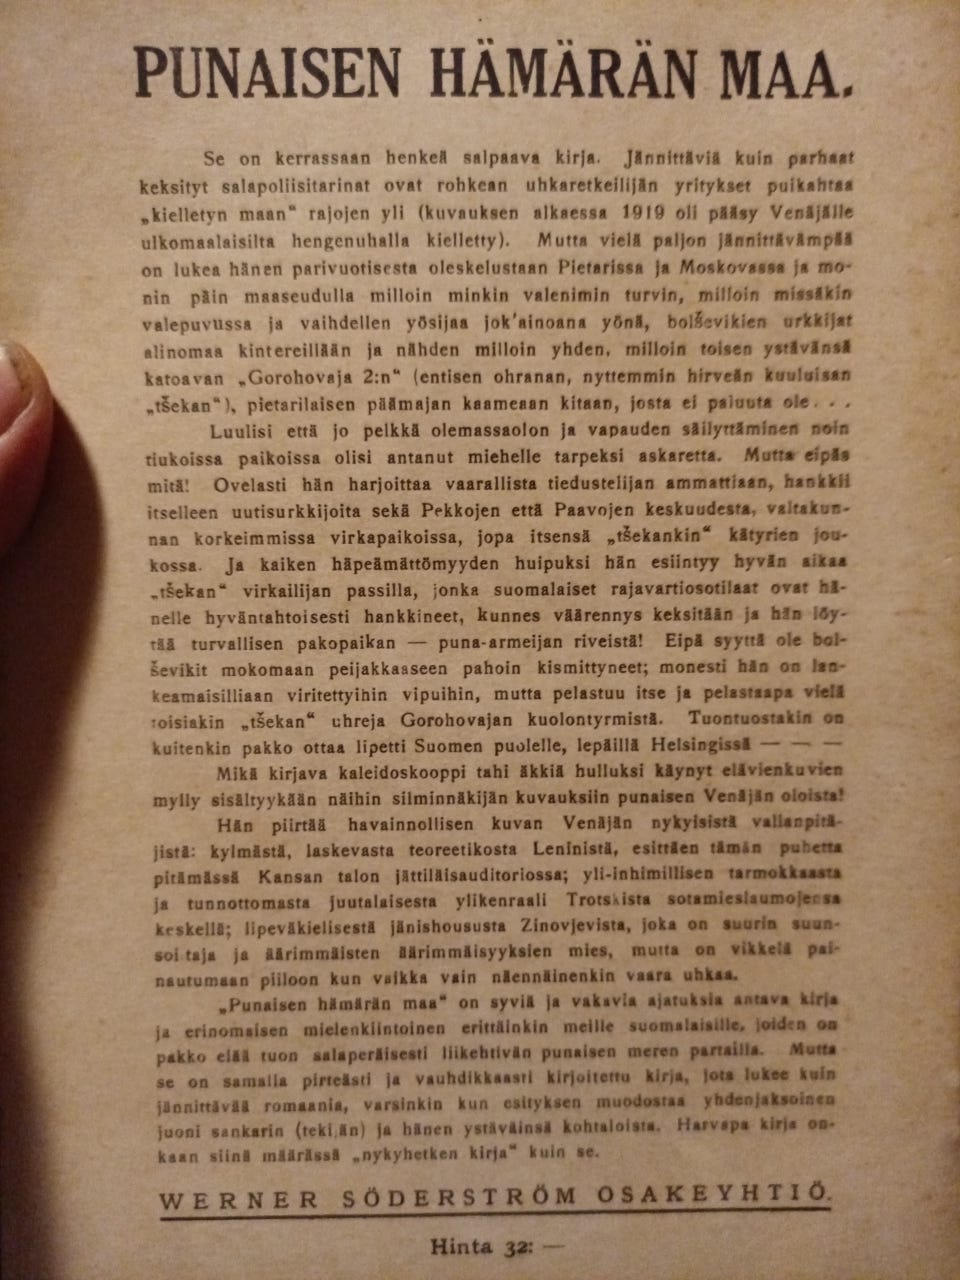 PUNAISEN HÄMÄRÄN MAA.
Se on kerrassaan henkeä salpaava kirja. Jännittäviä kuin parhaat
keksityt salapoliisitarinat ovat rohkean uhkaretkeilijän yritykset puikahtaa
„kielletyn maan“ rajojen yli (kuvauksen alkaessa 1919 oli pääsy Venäjälle
ulkomaalaisilta hengenuhalla kielletty). Mutta vielä paljon jännittävämpää
on lukea hänen parivuotisesta oleskelustaan Pietarissa ja Moskovassa ja mo-
nin päin maaseudulla milloin minkin valenimin turvin, milloin missäkin
valepuvussa ja vaihdellen yösijaa jok'ainoana yönä, bolševikien urkkijat
alinomaa kintereillään ja nähden milloin yhden, milloin toisen ystävänsä
katoavan „Gorohovaja 2:n“ (entisen ohranan, nyttemmin hirveän kuuluisan
„tšekan“), pietarilaisen päämajan kaameaan kitaan, josta ei paluuta ole . . .
Luulisi että jo pelkkä olemassaolon ja vapauden säilyttäminen noin
tiukoissa paikoissa olisi antanut miehelle tarpeksi askaretta. Mutta eipäs
mitä! Ovelasti hän harjoittaa vaarallista tiedustelijan ammattiaan, hankkii
itselleen uutisurkkijoita sekä Pekkojen että Paavojen keskuudesta, valtakun-
nan korkeimmissa virkapaikoissa, jopa itsensä „tšekankin“ kätyrien jou-
kossa. Ja kaiken häpeämättömyyden huipuksi hän esiintyy hyvän aikaa
„tšekan“ virkailijan passilla, jonka suomalaiset rajavartiosotilaat ovat hä-
nelle hyväntahtoisesti hankkineet, kunnes väärennys keksitään ja hän löy-
tää turvallisen pakopaikan — puna-armeijan riveistä! Eipä syyttä ole bol-
ševikit mokomaan peijakkaaseen pahoin kismittyneet; monesti hän on lan-
keamaisilliaan viritettyihin vipuihin, mutta pelastuu itse ja pelastaapa vielä
toisiakin „tšekan“ uhreja Gorohovajan kuolontyrmistä. Tuontuostakin on
kuitenkin pakko ottaa lipetti Suomen puolelle, lepäillä Helsingissä — — —
Mikä kirjava kaleidoskooppi tahi äkkiä hulluksi käynyt elävienkuvien
mylly sisältyykään näihin silminnäkijän kuvauksiin punaisen Venäjän oloista!
Hän piirtää havainnollisen kuvan Venäjän nykyisistä vallanpitä-
jistä: kylmästä, laskevasta teoreetikosta Leninistä, esittäen tämän puhetta
pitämässä Kansan talon jättiläisauditoriossa; yli-inhimillisen tarmokkaasta
ja tunnottomasta juutalaisesta ylikenraali Trotskista sotamieslaumojensa
keskellä; lipeväkielisestä jänishoususta Zinovjevista, joka on suurin suun-
soittaja ja äärimmäisten äärimmäisyyksien mies, mutta on vikkelä pai-
nautumaan piiloon kun vaikka vain näennäinenkin vaara uhkaa.
„Punaisen hämärän maa“ on syviä ja vakavia ajatuksia antava kirja
ja erinomaisen mielenkiintoinen erittäinkin meille suomalaisille, joiden on
pakko elää tuon salaperäisesti liikehtivän punaisen meren partailla. Mutta
se on samalla pirteästi ja vauhdikkaasti kirjoitettu kirja, jota lukee kuin
jännittävää romaania, varsinkin kun esityksen muodostaa yhdenjaksoinen
juoni sankarin (tekijän) ja hänen ystäväinsä kohtaloista. Harvapa kirja on-
kaan siinä määrässä „nykyhetken kirja“ kuin se.
WERNER SÖDERSTRÖM OSAKEYHTIÖ.
Hinta 32: —